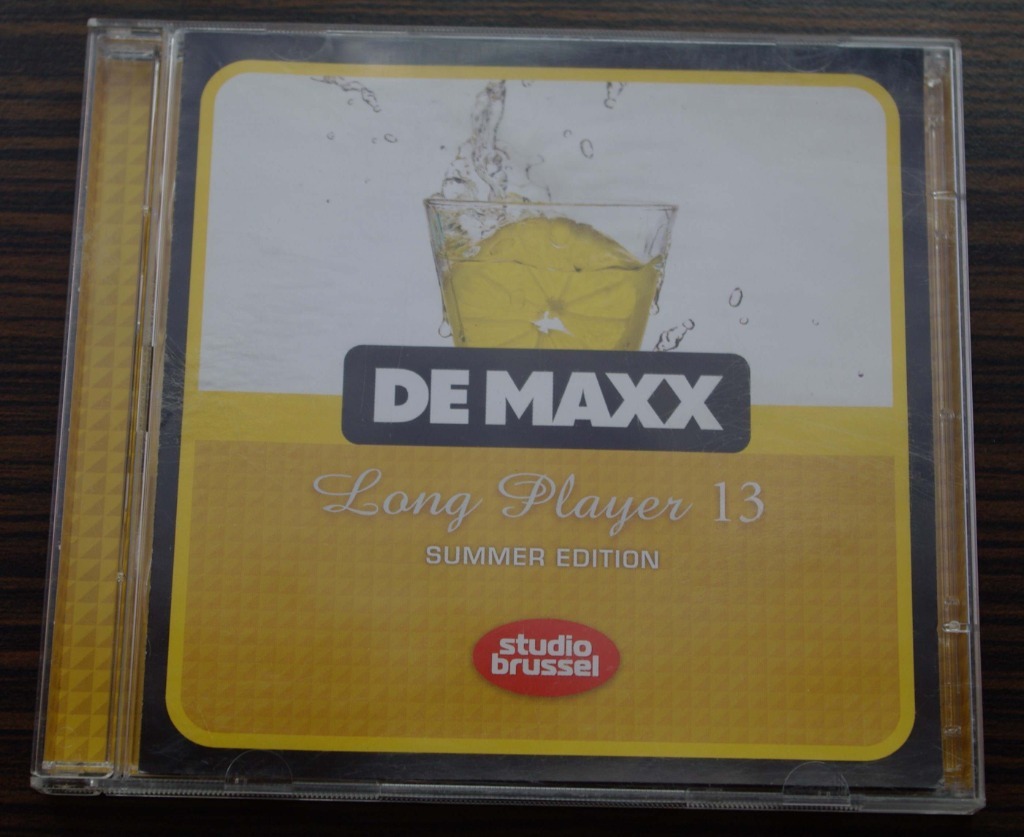 DE MAXX
Long Player 13
SUMMER EDITION
studio
brussel